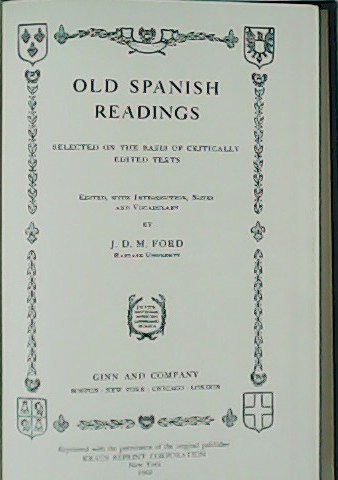 OLD SPANISH
READINGS
SELECTED ON THE BASIS OF CRITICALLY
EDITED TEXTS
EDITED, WITH INTRODUCTION, NOTES
AND VOCABULARY
BY
J. D. M. FORD
HARVARD UNIVERSITY
GINN AND COMPANY
BOSTON · NEW YORK · CHICAGO · LONDON
Reprinted with the permission of the original publisher
KRAUS REPRINT CORPORATION
New York